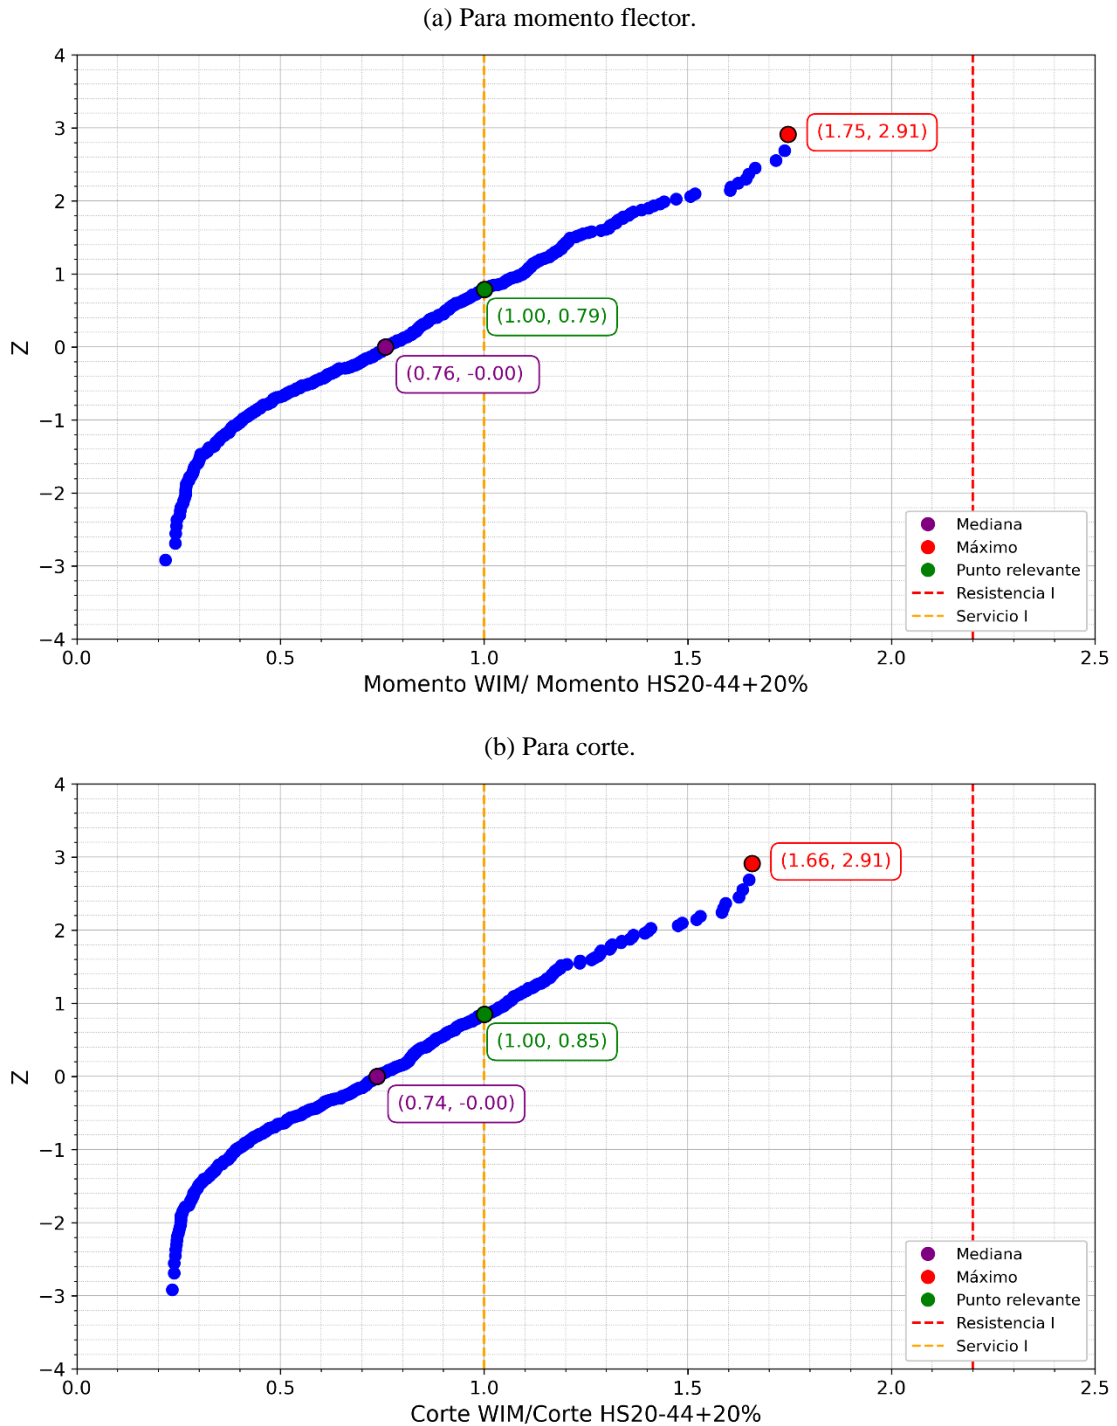 (a) Para momento flector.
4
3
2
1
0
−1
−2
−3
−4
Z
(1.75, 2.91)
(1.00, 0.79)
(0.76, -0.00)
Mediana
Máximo
Punto relevante
Resistencia I
Servicio I
0.0 0.5 1.0 1.5 2.0 2.5
Momento WIM/ Momento HS20-44+20%
(b) Para corte.
4
3
2
1
0
−1
−2
−3
−4
Z
(1.66, 2.91)
(1.00, 0.85)
(0.74, -0.00)
Mediana
Máximo
Punto relevante
Resistencia I
Servicio I
0.0 0.5 1.0 1.5 2.0 2.5
Corte WIM/Corte HS20-44+20%